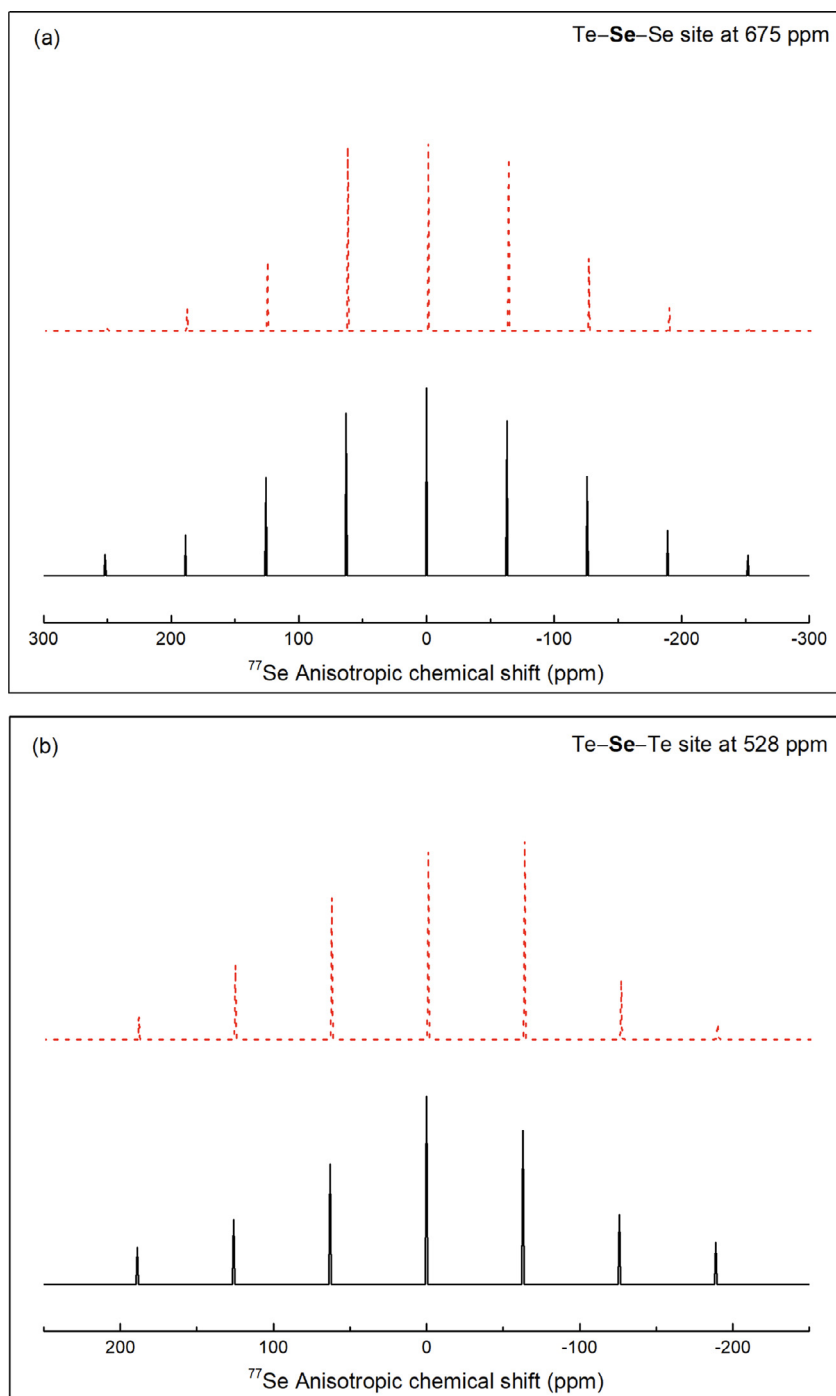 (a) Te–Se–Se site at 675 ppm
300 200 100 0 -100 -200 -300
⁷⁷Se Anisotropic chemical shift (ppm)
(b) Te–Se–Te site at 528 ppm
200 100 0 -100 -200
⁷⁷Se Anisotropic chemical shift (ppm)